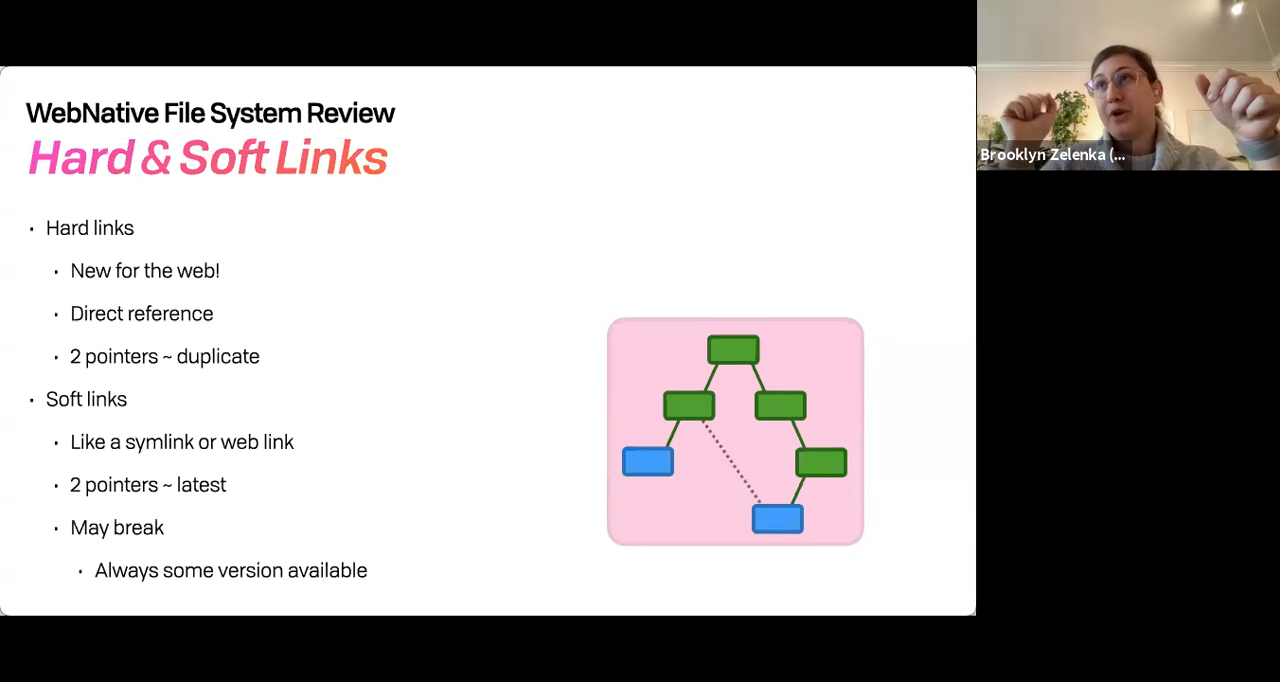 WebNative File System Review
Hard & Soft Links
· Hard links
· New for the web!
· Direct reference
· 2 pointers ~ duplicate
· Soft links
· Like a symlink or web link
· 2 pointers ~ latest
· May break
· Always some version available
Brooklyn Zelenka (...